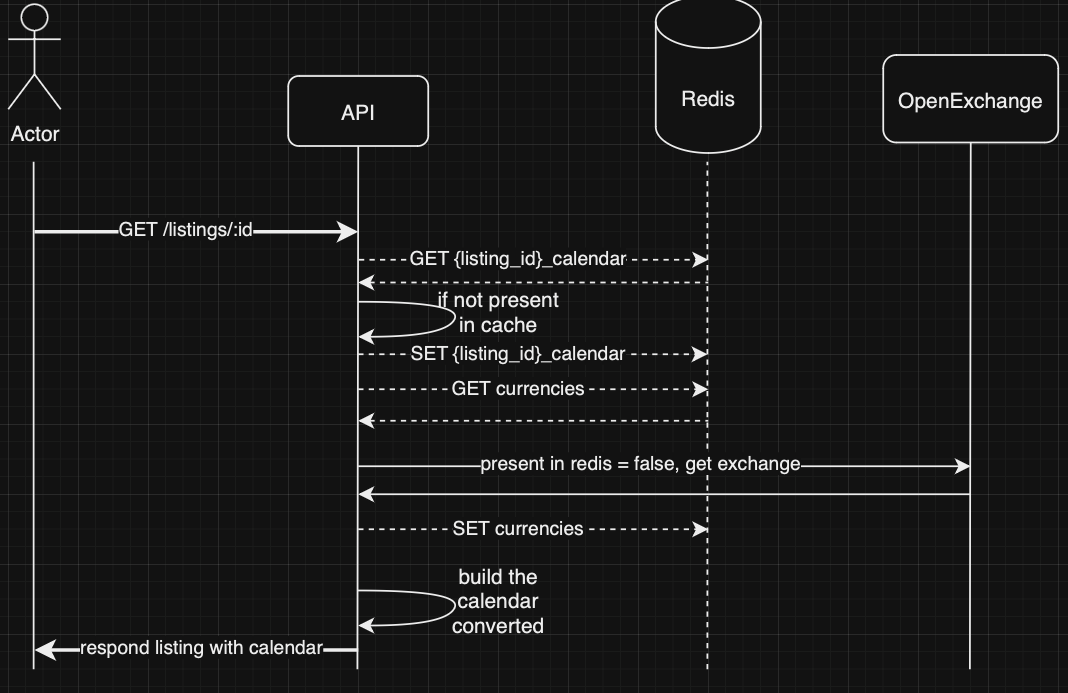 Redis
OpenExchange
API
Actor
GET /listings/:id
GET {listing_id}_calendar
if not present
in cache
SET {listing_id}_calendar
GET currencies
present in redis = false, get exchange
SET currencies
build the
calendar
converted
respond listing with calendar